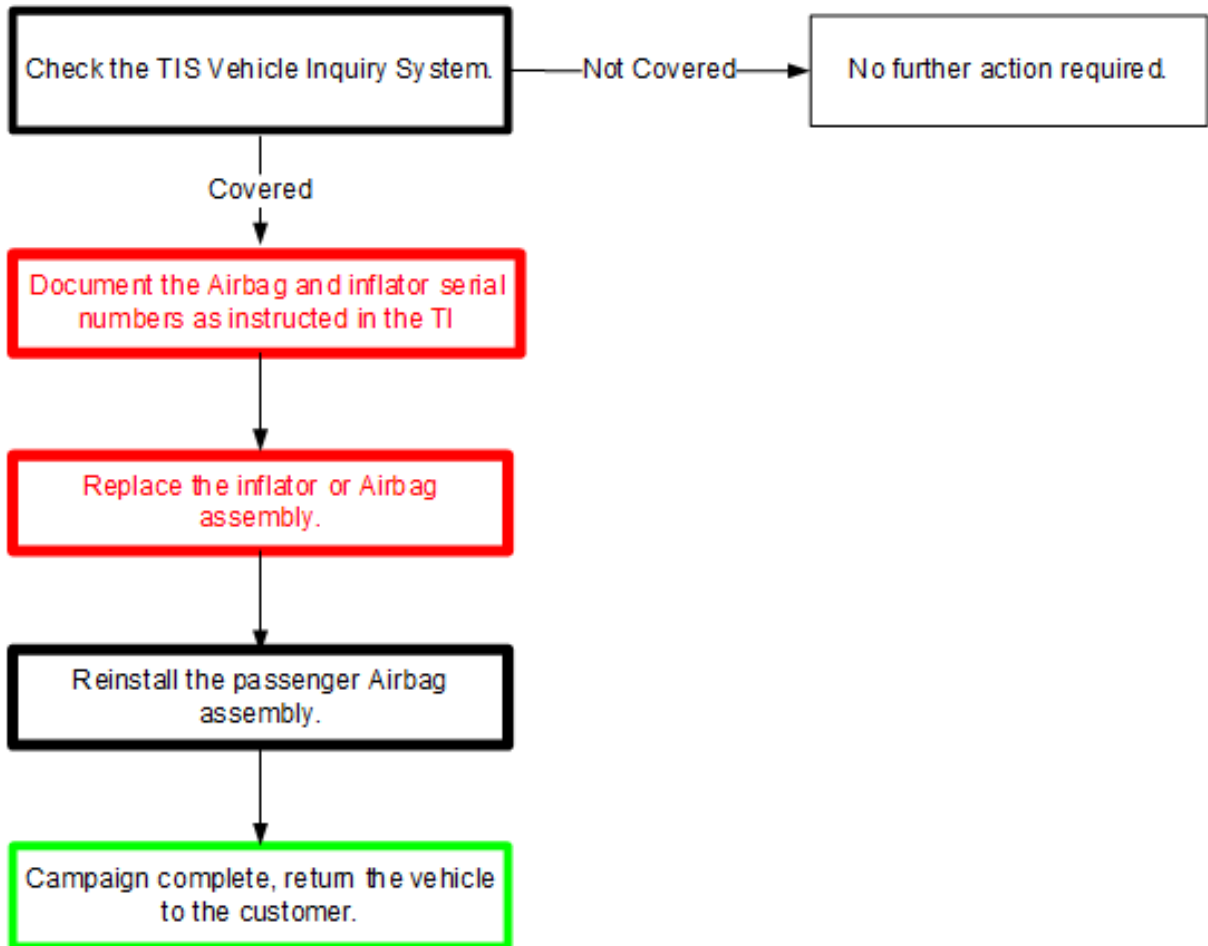 Check the TIS Vehicle Inquiry System.
Not Covered
No further action required.
Covered
Document the Airbag and inflator serial
numbers as instructed in the TI
Replace the inflator or Airbag
assembly.
Reinstall the passenger Airbag
assembly.
Campaign complete, return the vehicle
to the customer.